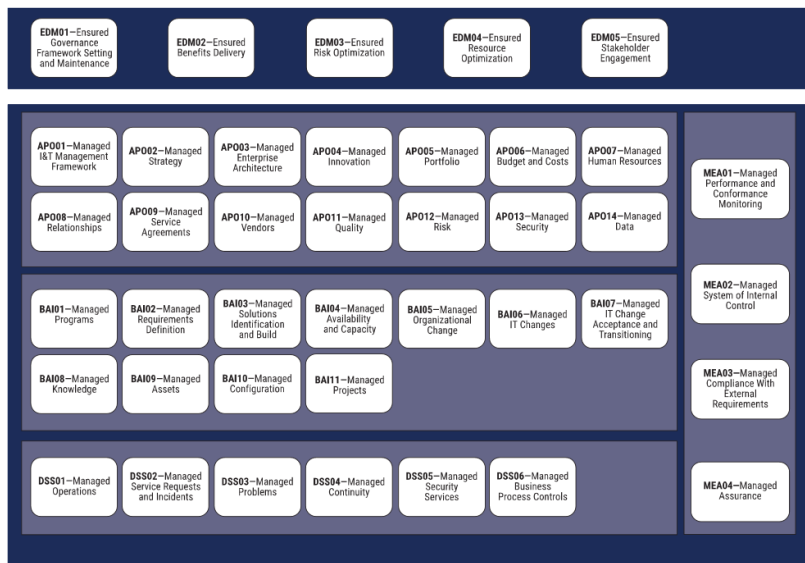 EDM01—Ensured
Governance
Framework Setting
and Maintenance
EDM02—Ensured
Benefits Delivery
EDM03—Ensured
Risk Optimization
EDM04—Ensured
Resource
Optimization
EDM05—Ensured
Stakeholder
Engagement
APO01—Managed
I&T Management
Framework
APO02—Managed
Strategy
APO03—Managed
Enterprise
Architecture
APO04—Managed
Innovation
APO05—Managed
Portfolio
APO06—Managed
Budget and Costs
APO07—Managed
Human Resources
APO08—Managed
Relationships
APO09—Managed
Service
Agreements
APO10—Managed
Vendors
APO11—Managed
Quality
APO12—Managed
Risk
APO13—Managed
Security
APO14—Managed
Data
BAI01—Managed
Programs
BAI02—Managed
Requirements
Definition
BAI03—Managed
Solutions
Identification
and Build
BAI04—Managed
Availability
and Capacity
BAI05—Managed
Organizational
Change
BAI06—Managed
IT Changes
BAI07—Managed
IT Change
Acceptance and
Transitioning
BAI08—Managed
Knowledge
BAI09—Managed
Assets
BAI10—Managed
Configuration
BAI11—Managed
Projects
DSS01—Managed
Operations
DSS02—Managed
Service Requests
and Incidents
DSS03—Managed
Problems
DSS04—Managed
Continuity
DSS05—Managed
Security
Services
DSS06—Managed
Business
Process Controls
MEA01—Managed
Performance and
Conformance
Monitoring
MEA02—Managed
System of Internal
Control
MEA03—Managed
Compliance With
External
Requirements
MEA04—Managed
Assurance